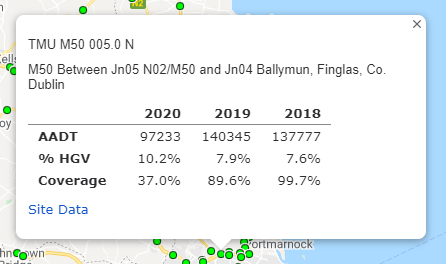 N2
×
TMU M50 005.0 N
M50 Between Jn05 N02/M50 and Jn04 Ballymun, Finglas, Co.
Dublin
2020 2019 2018
AADT 97233 140345 137777
% HGV 10.2% 7.9% 7.6%
Coverage 37.0% 89.6% 99.7%
Site Data